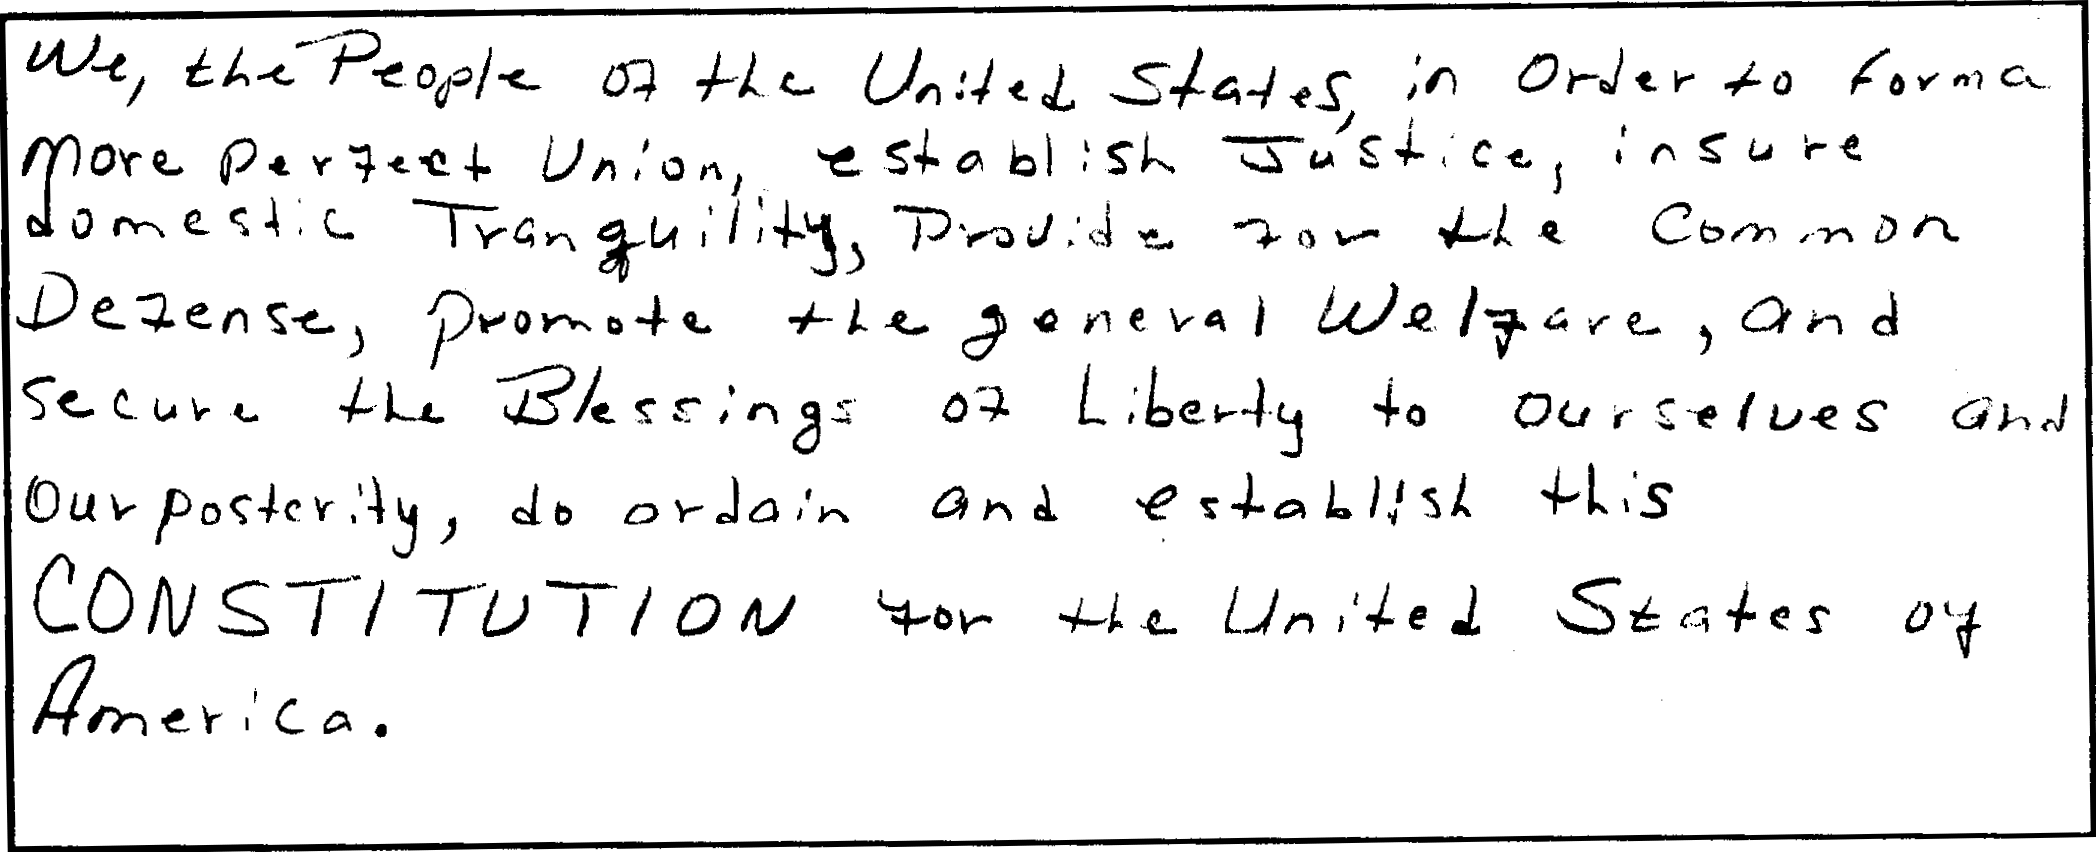 We, the People of the United States, in Order to form a
More perfect Union, establish Justice, insure
domestic Tranquility, Provide for the Common
Defense, promote the general Welfare, and
secure the Blessings of Liberty to ourselves and
Our posterity, do ordain and establish this
CONSTITUTION for the United States of
America.